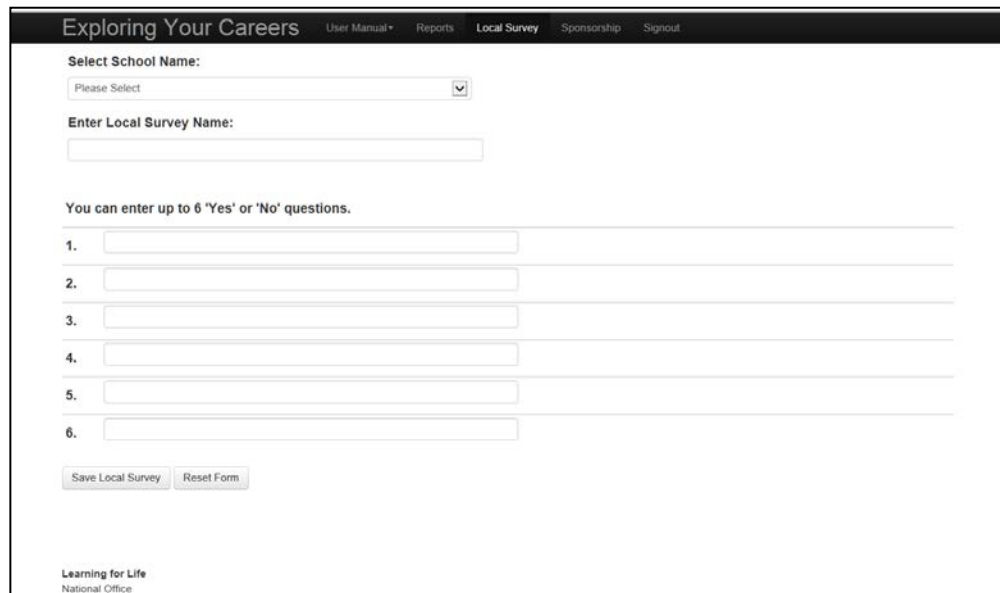 Exploring Your Careers User Manual Reports Local Survey Sponsorship Signout
Select School Name:
Please Select
Enter Local Survey Name:
You can enter up to 6 'Yes' or 'No' questions.
1.
2.
3.
4.
5.
6.
Save Local Survey Reset Form
Learning for Life
National Office